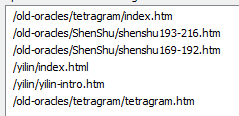 /old-oracles/tetragram/index.htm
/old-oracles/ShenShu/shenshu193-216.htm
/old-oracles/ShenShu/shenshu169-192.htm
/yilin/index.html
/yilin/yilin-intro.htm
/old-oracles/tetragram/tetragram.htm